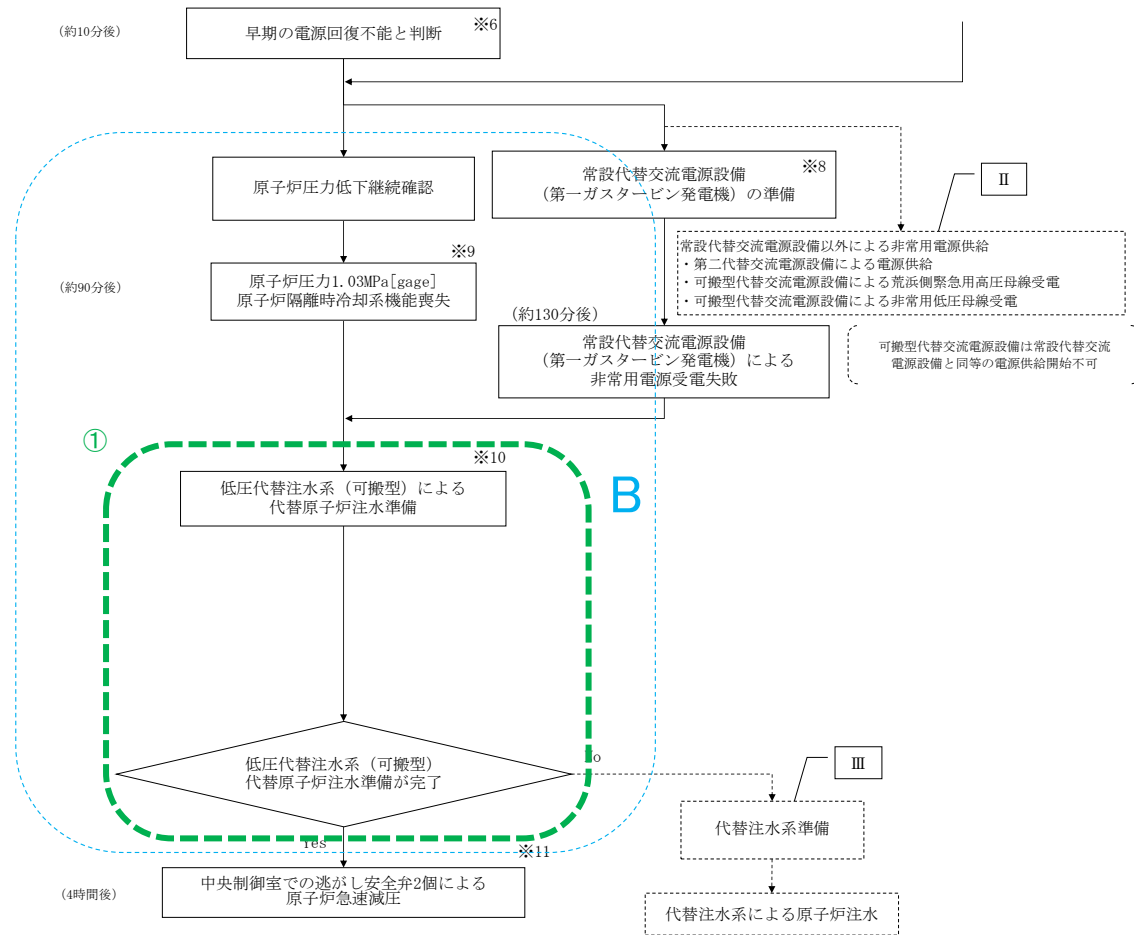 (約10分後)
早期の電源回復不能と判断
※6
原子炉圧力低下継続確認
常設代替交流電源設備
(第一ガスタービン発電機)の準備
※8
Ⅱ
常設代替交流電源設備以外による非常用電源供給
・第二代替交流電源設備による電源供給
・可搬型代替交流電源設備による荒浜側緊急用高圧母線受電
・可搬型代替交流電源設備による非常用低圧母線受電
※9
(約90分後)
原子炉圧力1.03MPa[gage]
原子炉隔離時冷却系機能喪失
(約130分後)
常設代替交流電源設備
(第一ガスタービン発電機)による
非常用電源受電失敗
可搬型代替交流電源設備は常設代替交流
電源設備と同等の電源供給開始不可
①
※10
低圧代替注水系(可搬型)による
代替原子炉注水準備
B
低圧代替注水系(可搬型)
代替原子炉注水準備が完了
No
Ⅲ
代替注水系準備
Yes
※11
(4時間後)
中央制御室での逃がし安全弁2個による
原子炉急速減圧
代替注水系による原子炉注水